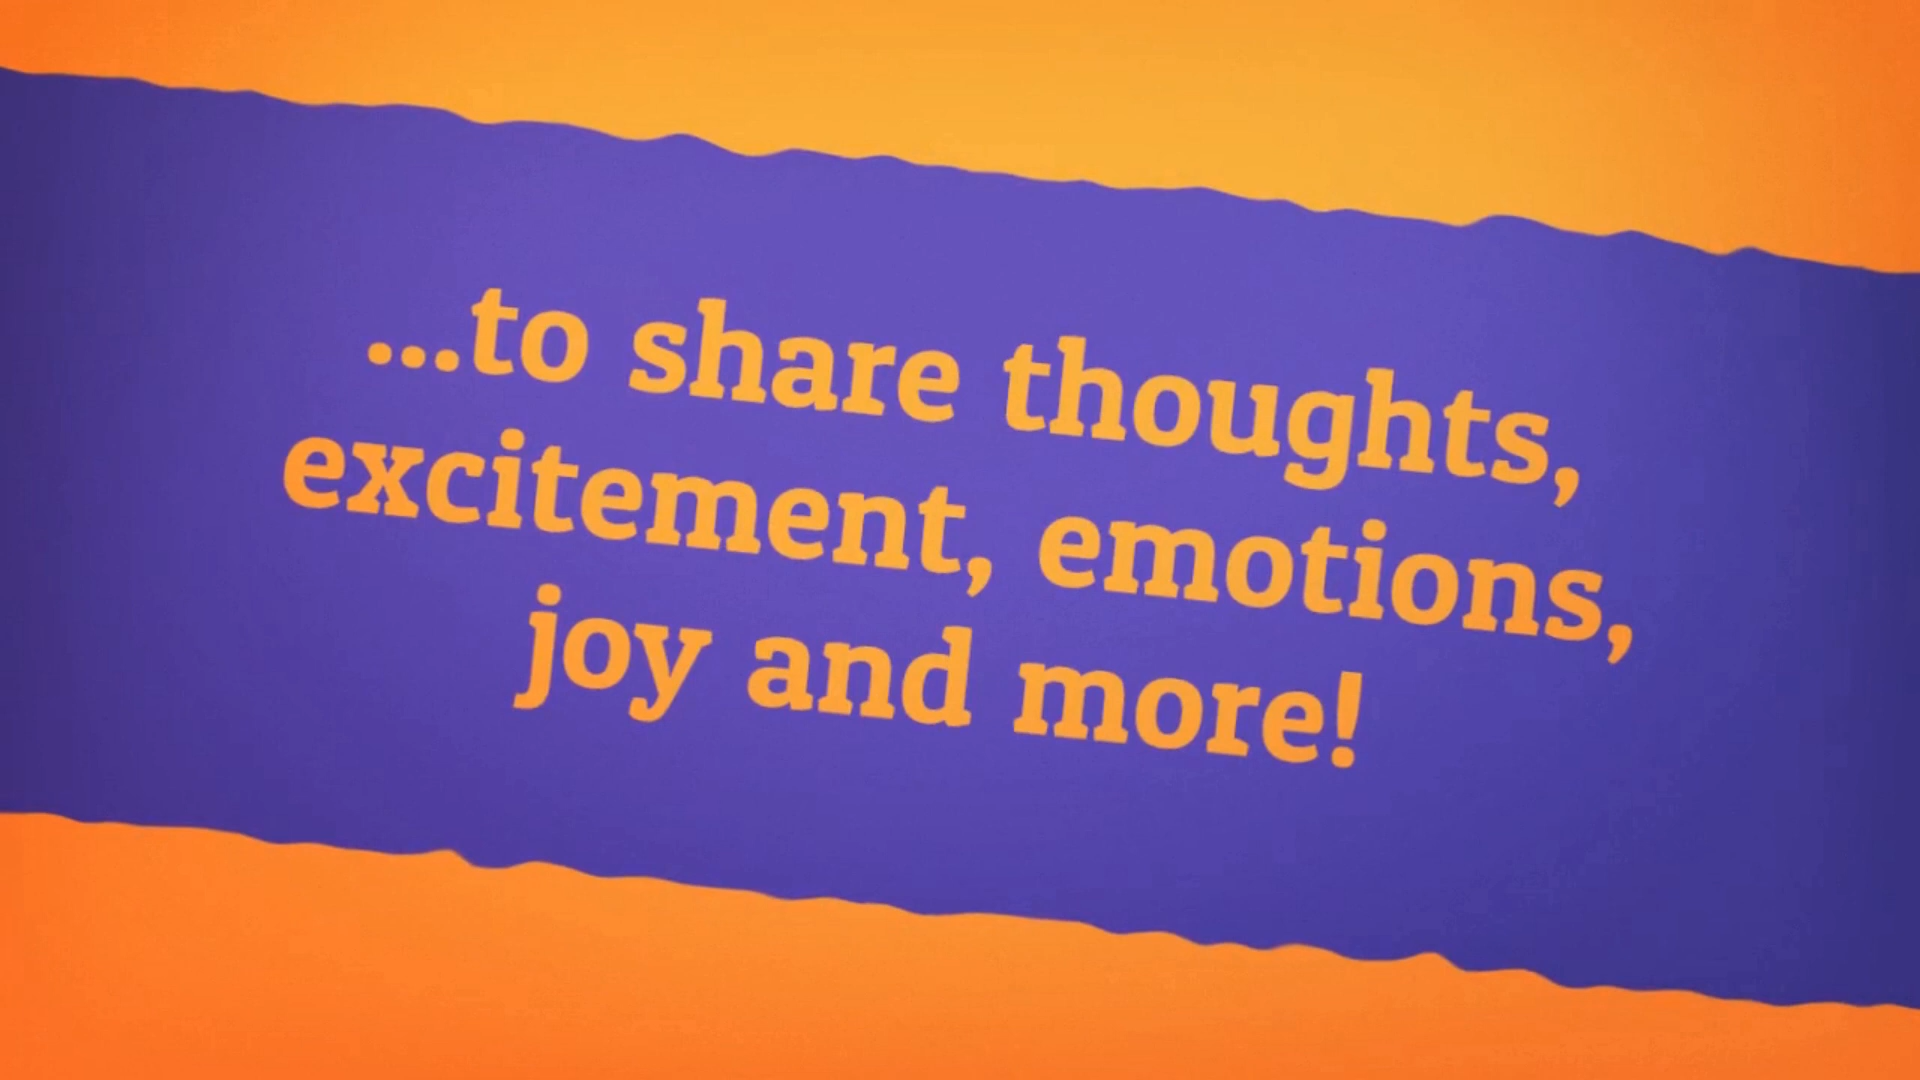 ...to share thoughts,
excitement, emotions,
joy and more!